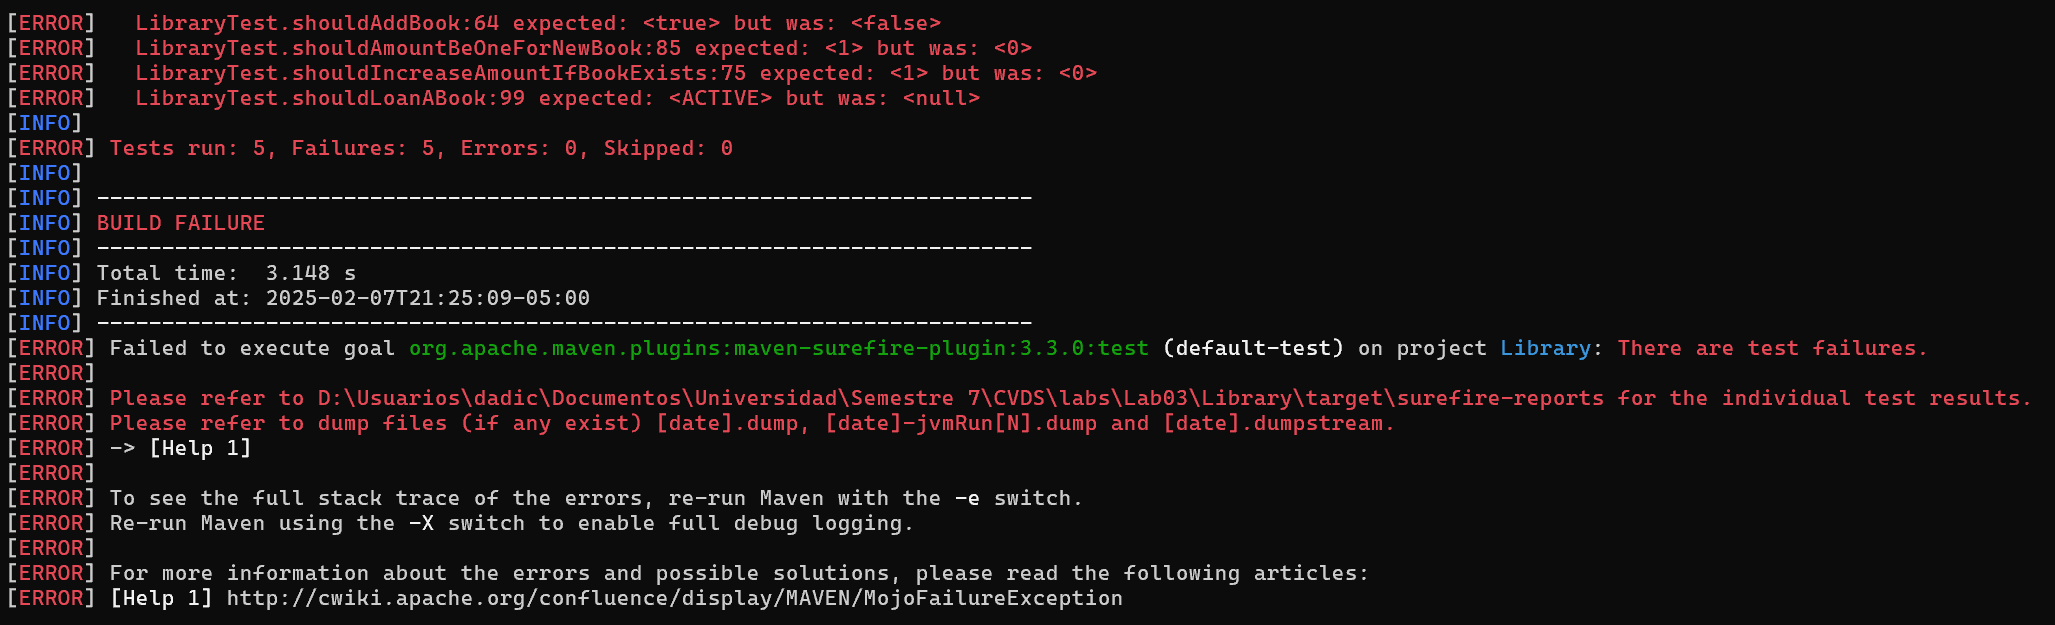 [ERROR]   LibraryTest.shouldAddBook:64 expected: <true> but was: <false>
[ERROR]   LibraryTest.shouldAmountBeOneForNewBook:85 expected: <1> but was: <0>
[ERROR]   LibraryTest.shouldIncreaseAmountIfBookExists:75 expected: <1> but was: <0>
[ERROR]   LibraryTest.shouldLoanABook:99 expected: <ACTIVE> but was: <null>
[INFO]
[ERROR] Tests run: 5, Failures: 5, Errors: 0, Skipped: 0
[INFO]
[INFO] ------------------------------------------------------------------------
[INFO] BUILD FAILURE
[INFO] ------------------------------------------------------------------------
[INFO] Total time:  3.148 s
[INFO] Finished at: 2025-02-07T21:25:09-05:00
[INFO] ------------------------------------------------------------------------
[ERROR] Failed to execute goal org.apache.maven.plugins:maven-surefire-plugin:3.3.0:test (default-test) on project Library: There are test failures.
[ERROR]
[ERROR] Please refer to D:\Usuarios\dadic\Documentos\Universidad\Semestre 7\CVDS\labs\Lab03\Library\target\surefire-reports for the individual test results.
[ERROR] Please refer to dump files (if any exist) [date].dump, [date]-jvmRun[N].dump and [date].dumpstream.
[ERROR] -> [Help 1]
[ERROR]
[ERROR] To see the full stack trace of the errors, re-run Maven with the -e switch.
[ERROR] Re-run Maven using the -X switch to enable full debug logging.
[ERROR]
[ERROR] For more information about the errors and possible solutions, please read the following articles:
[ERROR] [Help 1] http://cwiki.apache.org/confluence/display/MAVEN/MojoFailureException